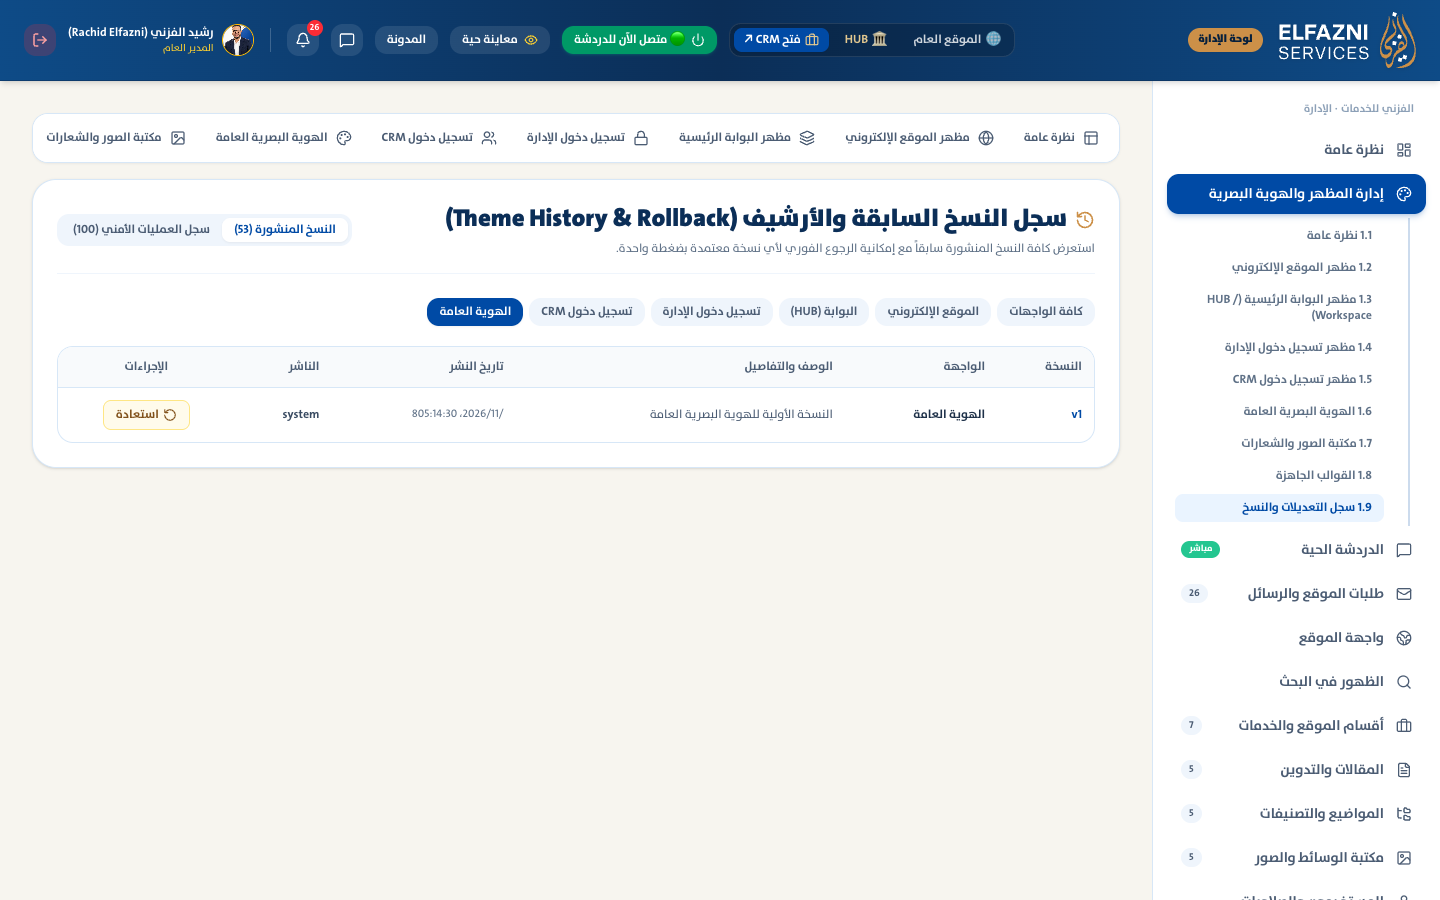 ELFAZNI
SERVICES
لوحة الإدارة
الموقع العام
HUB
فتح CRM ↗
متصل الآن للدردشة
معاينة حية
المدونة
26
رشيد الفزني (Rachid Elfazni)
المدير العام
الفزني للخدمات · الإدارة
نظرة عامة
إدارة المظهر والهوية البصرية
1.1 نظرة عامة
1.2 مظهر الموقع الإلكتروني
1.3 مظهر البوابة الرئيسية (HUB /
Workspace)
1.4 مظهر تسجيل دخول الإدارة
1.5 مظهر تسجيل دخول CRM
1.6 الهوية البصرية العامة
1.7 مكتبة الصور والشعارات
1.8 القوالب الجاهزة
1.9 سجل التعديلات والنسخ
الدردشة الحية
مباشر
طلبات الموقع والرسائل
26
واجهة الموقع
الظهور في البحث
أقسام الموقع والخدمات
7
المقالات والتدوين
5
المواضيع والتصنيفات
5
مكتبة الوسائط والصور
5
نظرة عامة
مظهر الموقع الإلكتروني
مظهر البوابة الرئيسية
تسجيل دخول الإدارة
تسجيل دخول CRM
الهوية البصرية العامة
مكتبة الصور والشعارات
سجل النسخ السابقة والأرشيف (Theme History & Rollback)
استعرض كافة النسخ المنشورة سابقاً مع إمكانية الرجوع الفوري لأي نسخة معتمدة بضغطة واحدة.
النسخ المنشورة (53)
سجل العمليات الأمني (100)
كافة الواجهات
الموقع الإلكتروني
البوابة (HUB)
تسجيل دخول الإدارة
تسجيل دخول CRM
الهوية العامة
النسخة
الواجهة
الوصف والتفاصيل
تاريخ النشر
الناشر
الإجراءات
v1
الهوية العامة
النسخة الأولية للهوية البصرية العامة
805:14:30 ،2026/11/
system
استعادة